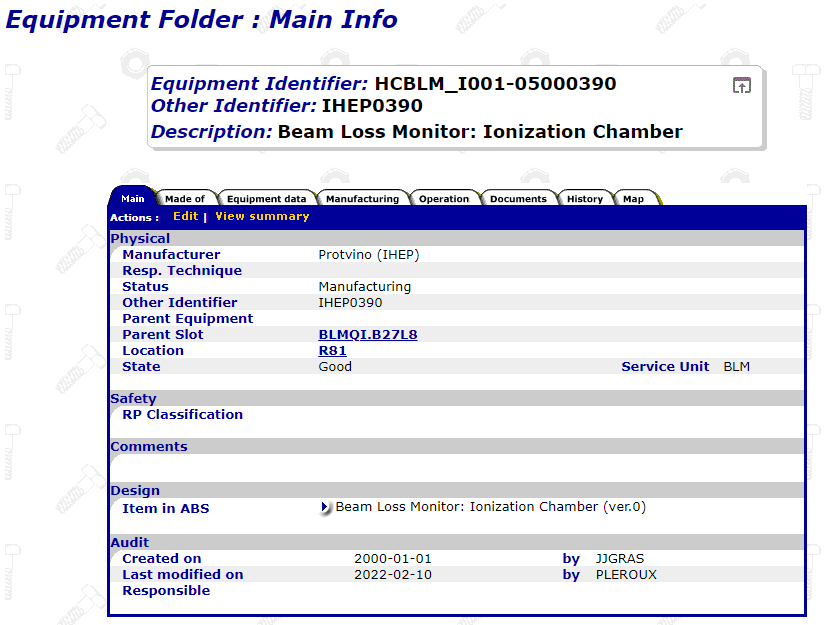 Equipment Folder : Main Info
Equipment Identifier: HCBLM_I001-05000390
Other Identifier: IHEP0390
Description: Beam Loss Monitor: Ionization Chamber
Main Made of Equipment data Manufacturing Operation Documents History Map
Actions : Edit | View summary
Physical
Manufacturer Protvino (IHEP)
Resp. Technique
Status Manufacturing
Other Identifier IHEP0390
Parent Equipment
Parent Slot BLMQI.B27L8
Location R81
State Good Service Unit BLM
Safety
RP Classification
Comments
Design
Item in ABS Beam Loss Monitor: Ionization Chamber (ver.0)
Audit
Created on 2000-01-01 by JJGRAS
Last modified on 2022-02-10 by PLEROUX
Responsible